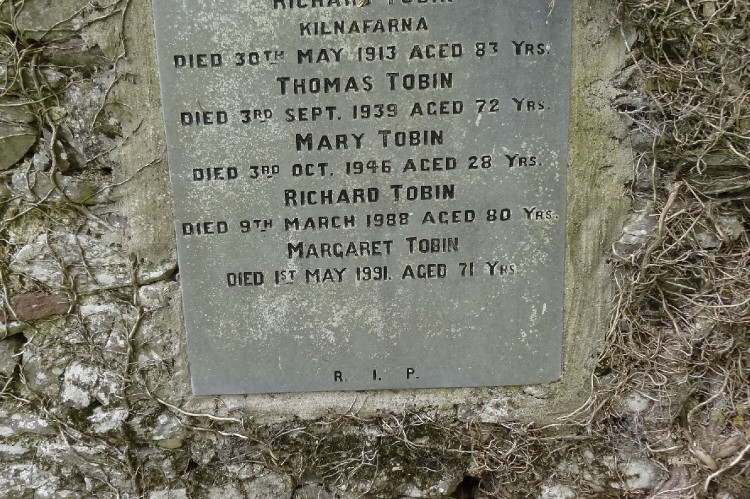 RICHARD TOBIN
KILNAFARNA
DIED 30TH MAY 1913 AGED 83 YRS.
THOMAS TOBIN
DIED 3RD SEPT. 1939 AGED 72 YRS.
MARY TOBIN
DIED 3RD OCT. 1946 AGED 28 YRS.
RICHARD TOBIN
DIED 9TH MARCH 1988 AGED 80 YRS.
MARGARET TOBIN
DIED 1ST MAY 1991. AGED 71 YRS
R. I. P.